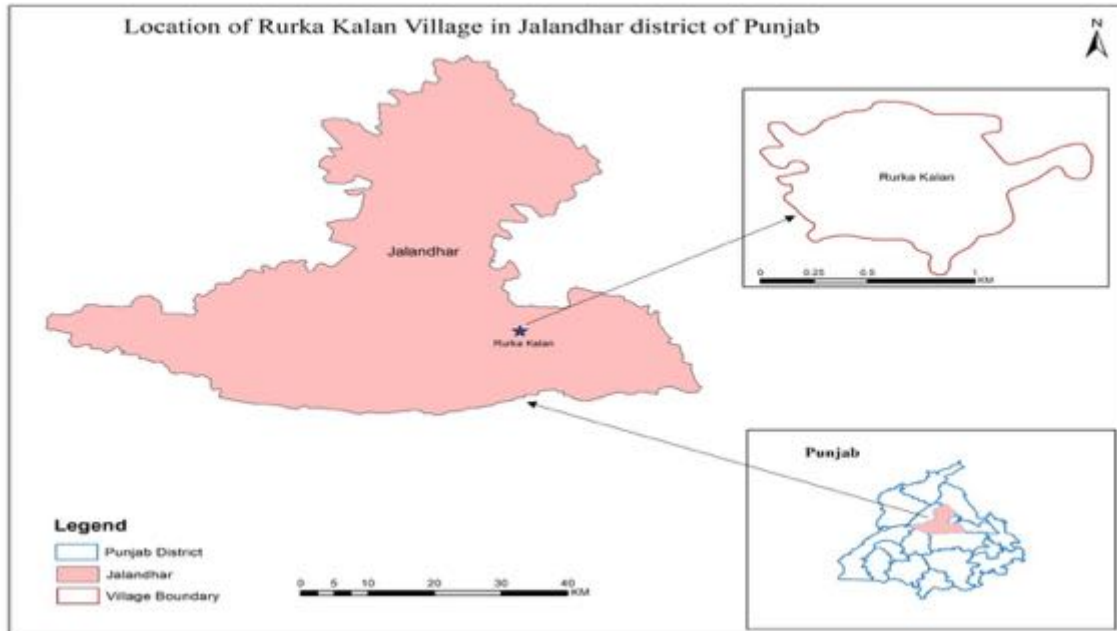 Location of Rurka Kalan Village in Jalandhar district of Punjab
N
Rurka Kalan
0 0.25 0.5 1
KM
Jalandhar
Rurka Kalan
Punjab
Legend
Punjab District
Jalandhar
Village Boundary
0 10 20 30 40
KM